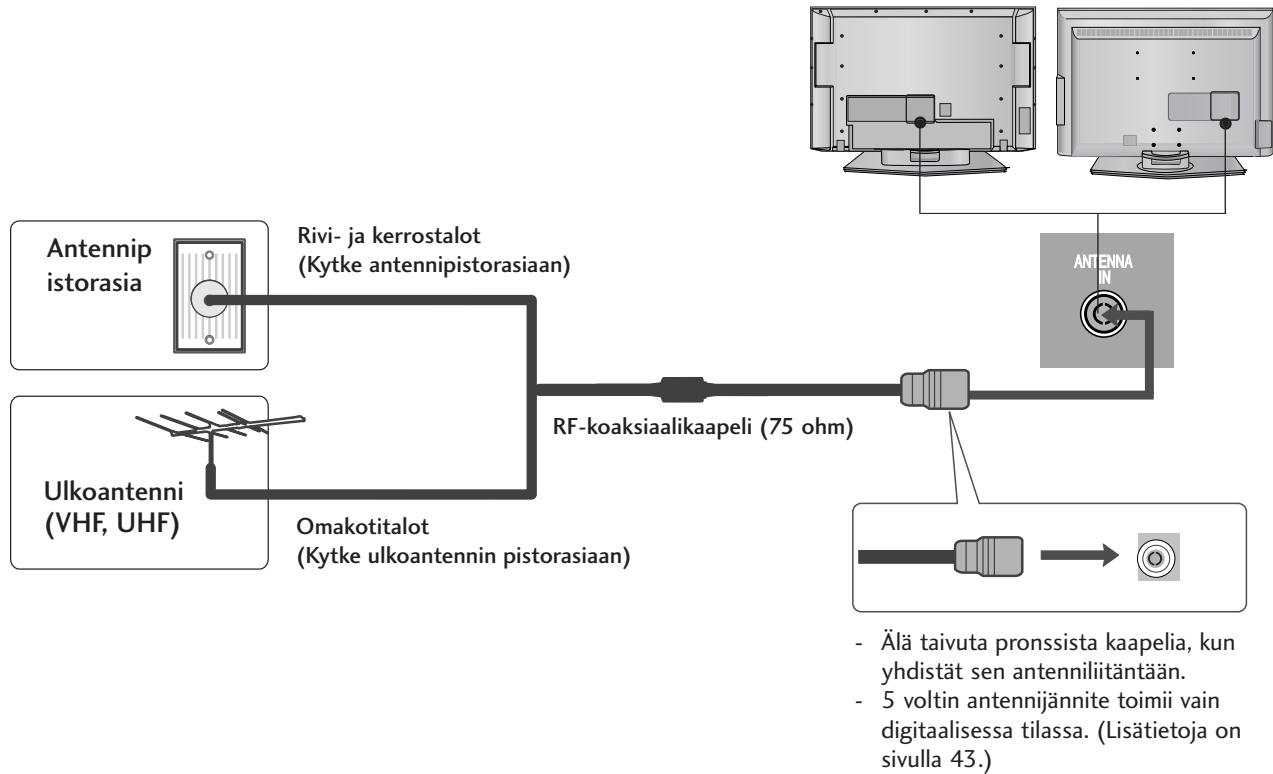 Antennip
istorasia
Rivi- ja kerrostalot
(Kytke antennipistorasiaan)
ANTENNA
IN
RF-koaksiaalikaapeli (75 ohm)
Ulkoantenni
(VHF, UHF)
Omakotitalot
(Kytke ulkoantennin pistorasiaan)
- Älä taivuta pronssista kaapelia, kun
yhdistät sen antenniliitäntään.
- 5 voltin antennijännite toimii vain
digitaalisessa tilassa. (Lisätietoja on
sivulla 43.)